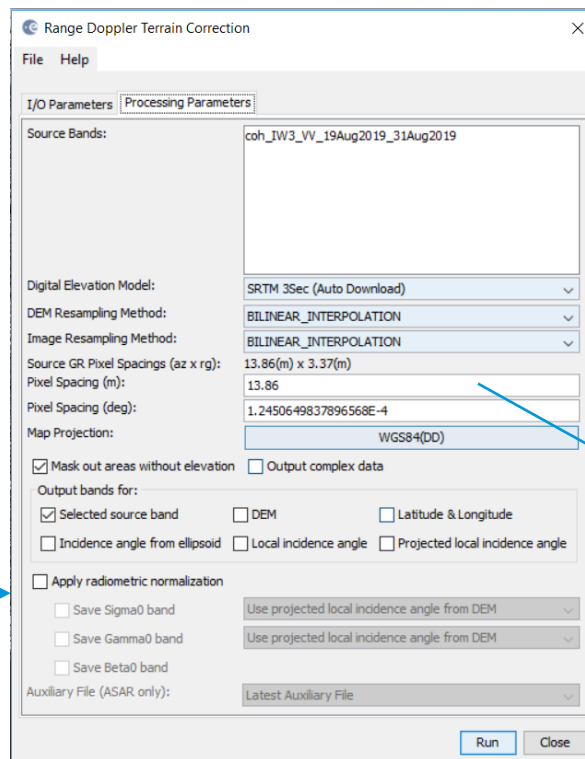 Range Doppler Terrain Correction
File Help
I/O Parameters Processing Parameters
Source Bands: coh_IW3_VV_19Aug2019_31Aug2019
Digital Elevation Model: SRTM 3Sec (Auto Download)
DEM Resampling Method: BILINEAR_INTERPOLATION
Image Resampling Method: BILINEAR_INTERPOLATION
Source GR Pixel Spacings (az x rg): 13.86(m) x 3.37(m)
Pixel Spacing (m): 13.86
Pixel Spacing (deg): 1.2450649837896568E-4
Map Projection: WGS84(DD)
Mask out areas without elevation Output complex data
Output bands for:
Selected source band DEM Latitude & Longitude
Incidence angle from ellipsoid Local incidence angle Projected local incidence angle
Apply radiometric normalization
Save Sigma0 band Use projected local incidence angle from DEM
Save Gamma0 band Use projected local incidence angle from DEM
Save Beta0 band
Auxiliary File (ASAR only): Latest Auxiliary File
Run Close